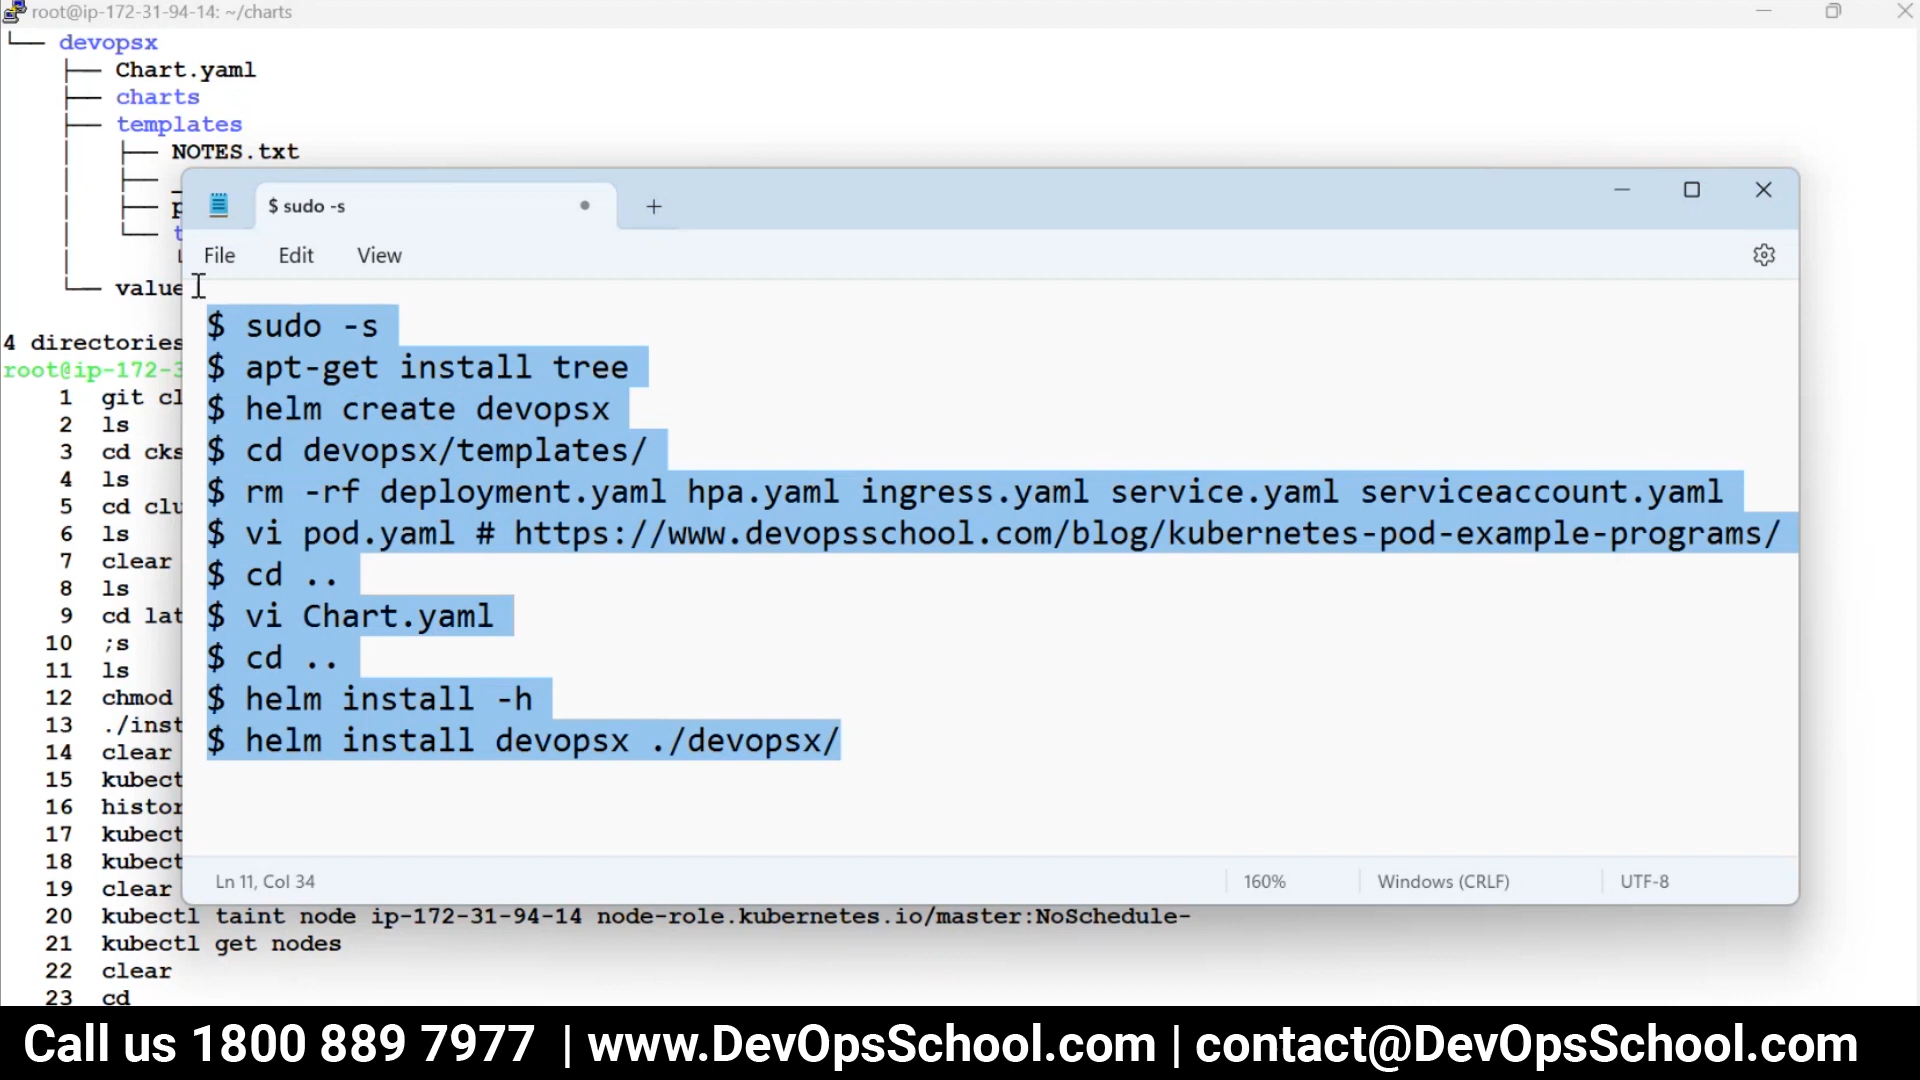 root@ip-172-31-94-14: ~/charts
devopsx
Chart.yaml
charts
templates
NOTES.txt
$ sudo -s
File Edit View
value
4 directories
root@ip-172-3
$ sudo -s
$ apt-get install tree
$ helm create devopsx
$ cd devopsx/templates/
$ rm -rf deployment.yaml hpa.yaml ingress.yaml service.yaml serviceaccount.yaml
$ vi pod.yaml # https://www.devopsschool.com/blog/kubernetes-pod-example-programs/
$ cd ..
$ vi Chart.yaml
$ cd ..
$ helm install -h
$ helm install devopsx ./devopsx/
Ln 11, Col 34 160% Windows (CRLF) UTF-8
1 git cl
2 ls
3 cd cks
4 ls
5 cd clu
6 ls
7 clear
8 ls
9 cd lat
10 ;s
11 ls
12 chmod
13 ./inst
14 clear
15 kubect
16 histor
17 kubect
18 kubect
19 clear
20 kubectl taint node ip-172-31-94-14 node-role.kubernetes.io/master:NoSchedule-
21 kubectl get nodes
22 clear
23 cd
Call us 1800 889 7977 | www.DevOpsSchool.com | contact@DevOpsSchool.com